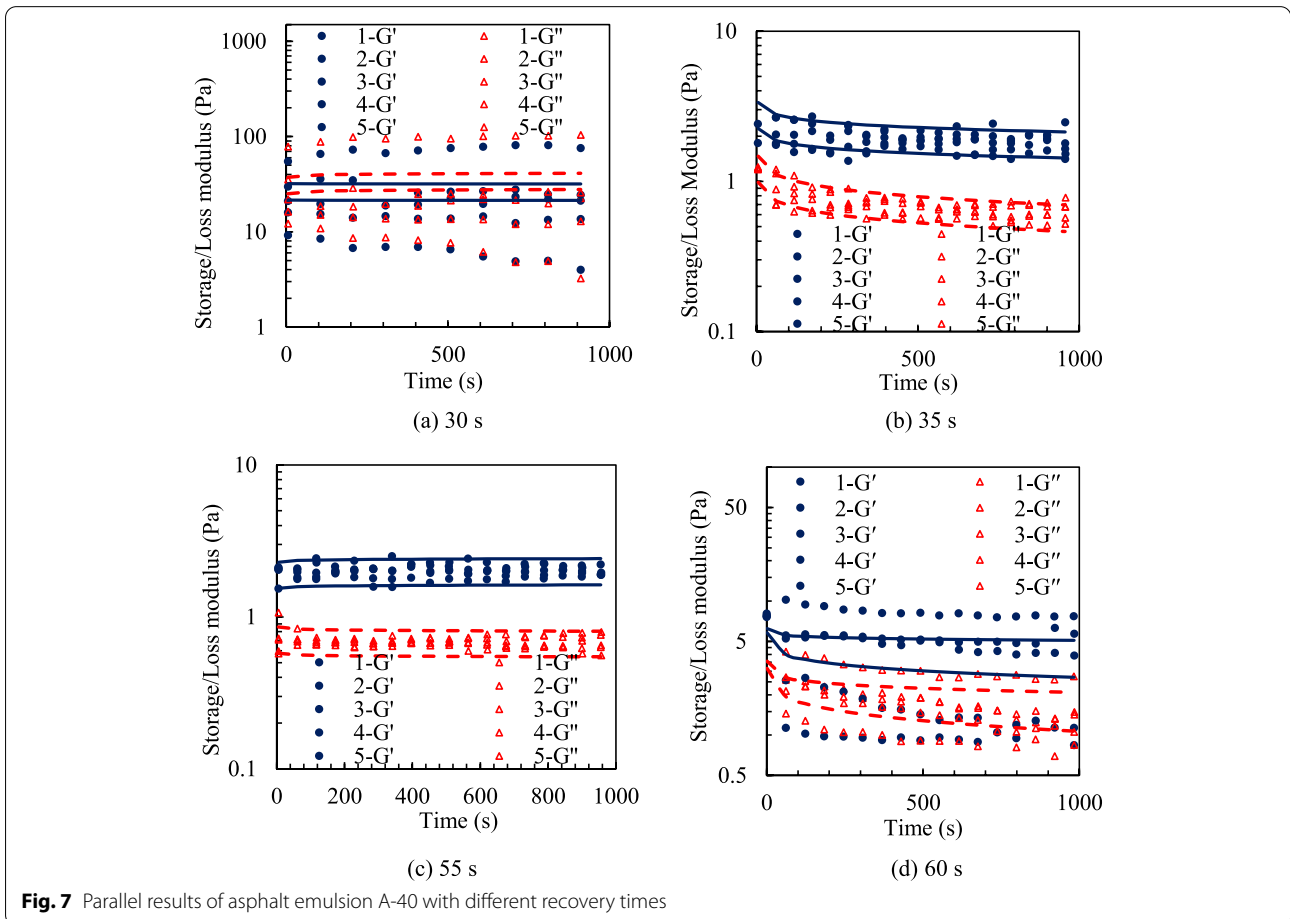 1000
100
10
1
0
500
1000
Storage/Loss modulus (Pa)
Time (s)
1-G' 1-G"
2-G' 2-G"
3-G' 3-G"
4-G' 4-G"
5-G' 5-G"
(a) 30 s
10
1
0.1
0
500
1000
Storage/Loss Modulus (Pa)
Time (s)
1-G' 1-G"
2-G' 2-G"
3-G' 3-G"
4-G' 4-G"
5-G' 5-G"
(b) 35 s
10
1
0.1
0 200 400 600 800 1000
Storage/Loss modulus (Pa)
Time (s)
1-G' 1-G"
2-G' 2-G"
3-G' 3-G"
4-G' 4-G"
5-G' 5-G"
(c) 55 s
50
5
0.5
0
500
1000
Storage/Loss modulus (Pa)
Time (s)
1-G′ 1-G″
2-G′ 2-G″
3-G′ 3-G″
4-G′ 4-G″
5-G′ 5-G″
(d) 60 s
Fig. 7 Parallel results of asphalt emulsion A-40 with different recovery times